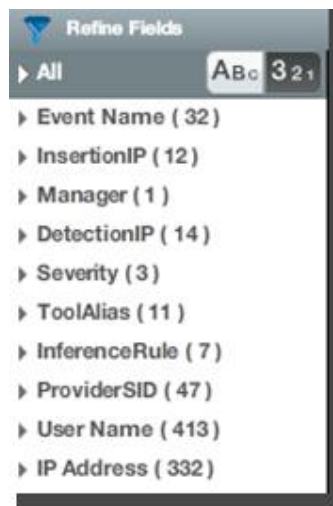 Refine Fields
All ABC 321
Event Name ( 32 )
InsertionIP ( 12 )
Manager ( 1 )
DetectionIP ( 14 )
Severity ( 3 )
ToolAlias ( 11 )
InferenceRule ( 7 )
ProviderSID ( 47 )
User Name ( 413 )
IP Address ( 332 )